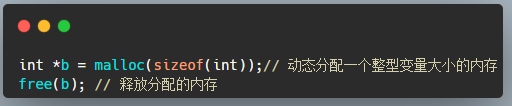 int *b = malloc(sizeof(int));// 动态分配一个整型变量大小的内存
free(b); // 释放分配的内存